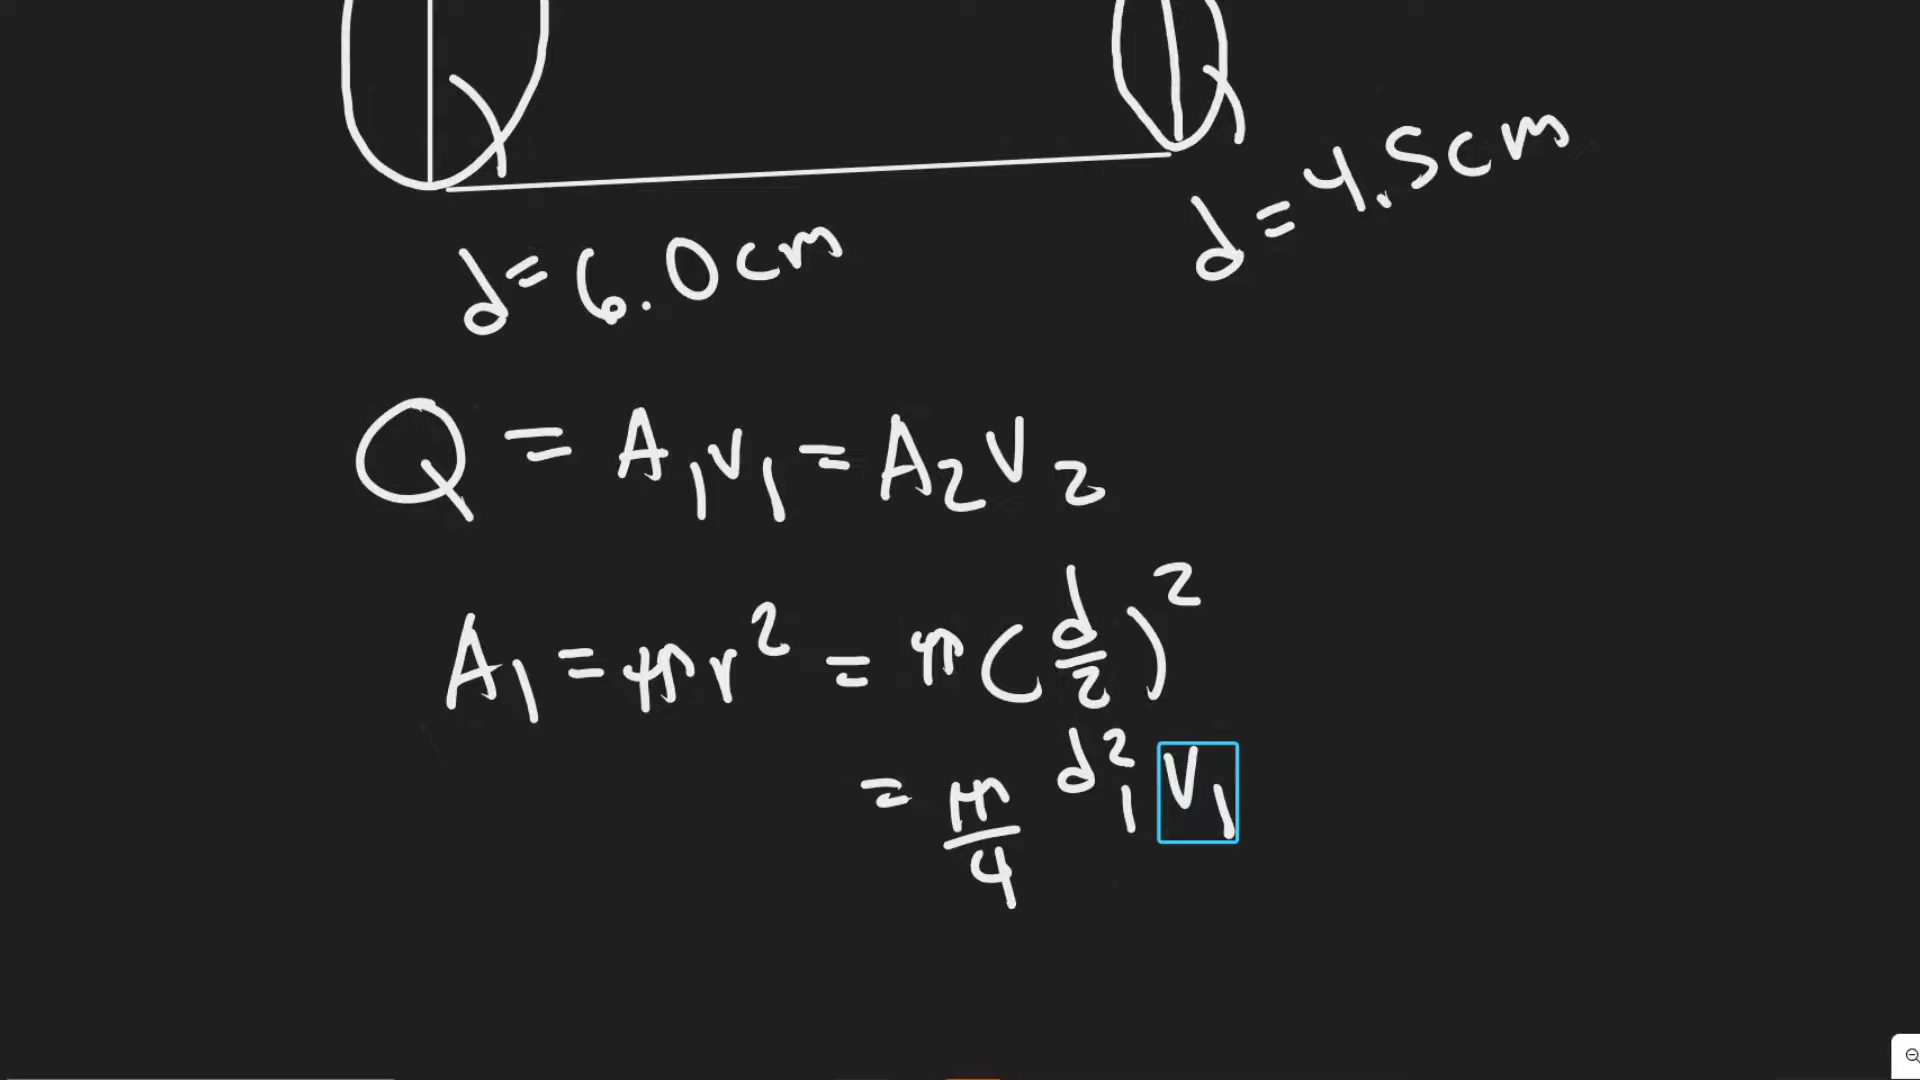 d=6.0cm
d=4.5cm
Q = A₁v₁ = A₂v₂
A₁ = πr² = π(d/2)²
= π/4 d₁² v₁